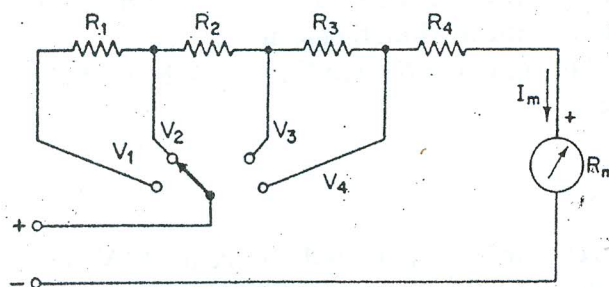 R1 R2 R3 R4
Im
+
V2 V3
V1 V4
Rm
+
−